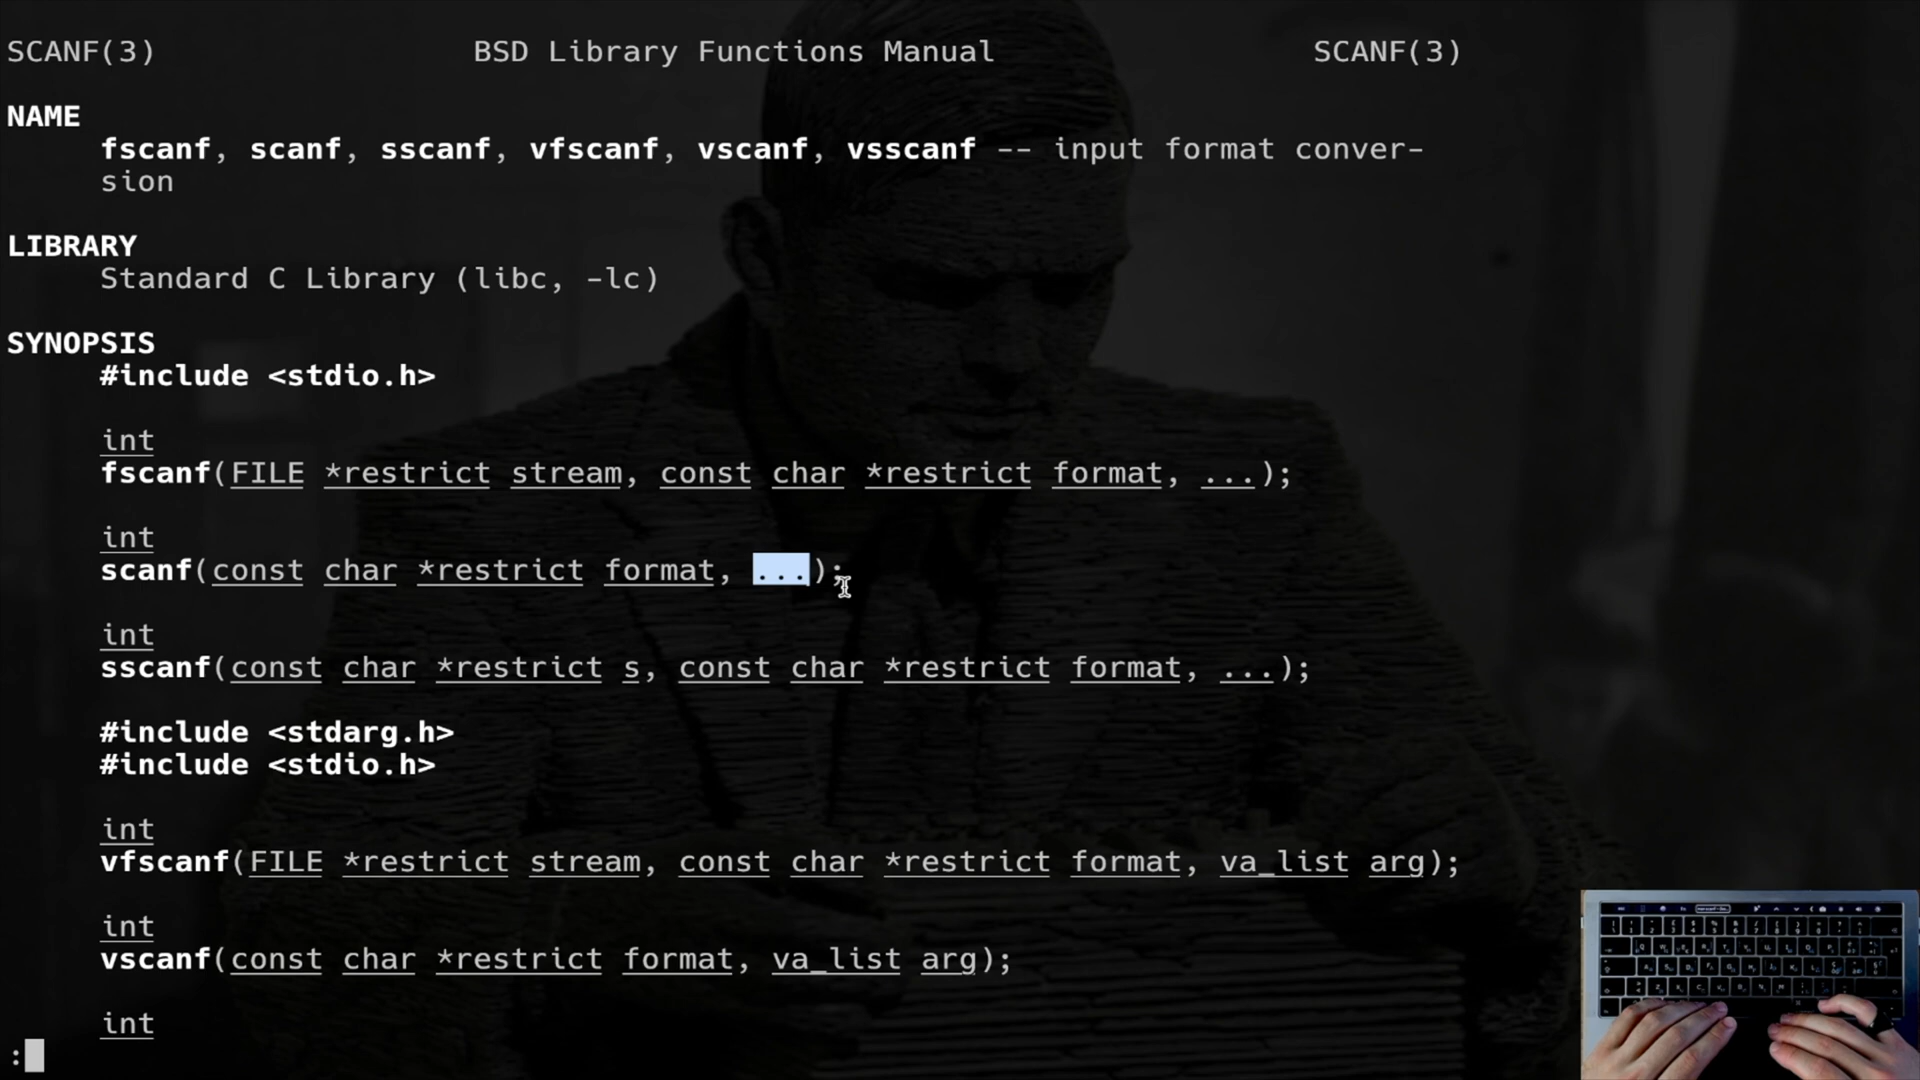 SCANF(3) BSD Library Functions Manual SCANF(3)
NAME
fscanf, scanf, sscanf, vfscanf, vscanf, vsscanf -- input format conver-
sion
LIBRARY
Standard C Library (libc, -lc)
SYNOPSIS
#include <stdio.h>
int
fscanf(FILE *restrict stream, const char *restrict format, ...);
int
scanf(const char *restrict format, ...);
int
sscanf(const char *restrict s, const char *restrict format, ...);
#include <stdarg.h>
#include <stdio.h>
int
vfscanf(FILE *restrict stream, const char *restrict format, va_list arg);
int
vscanf(const char *restrict format, va_list arg);
int
: